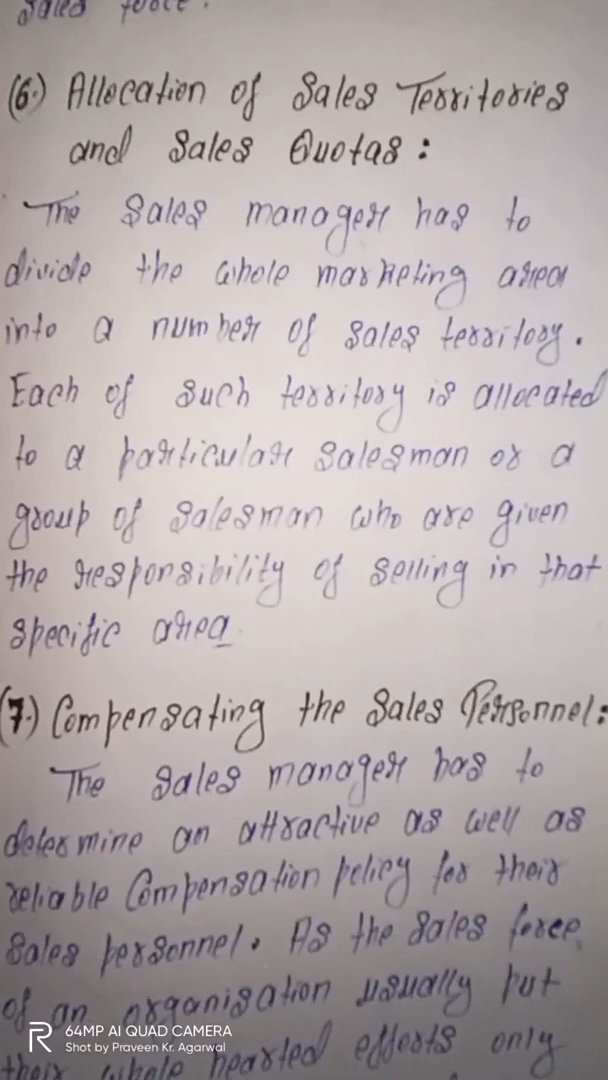 Sales force.
(6.) Allocation of Sales Territories
and Sales Quotas :
The Sales manager has to
divide the whole marketing area
into a number of sales territory.
Each of such territory is allocated
to a particular salesman or a
group of salesman who are given
the responsibility of selling in that
specific area
(7.) Compensating the Sales Personnel:
The sales manager has to
determine an attractive as well as
reliable Compensation policy for their
sales personnel. As the sales force
of an organisation usually put
their whole hearted efforts only
64MP AI QUAD CAMERA
Shot by Praveen Kr. Agarwal